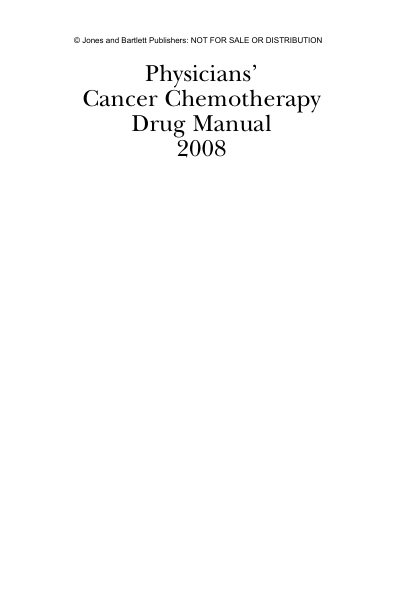 © Jones and Bartlett Publishers: NOT FOR SALE OR DISTRIBUTION
Physicians’
Cancer Chemotherapy
Drug Manual
2008